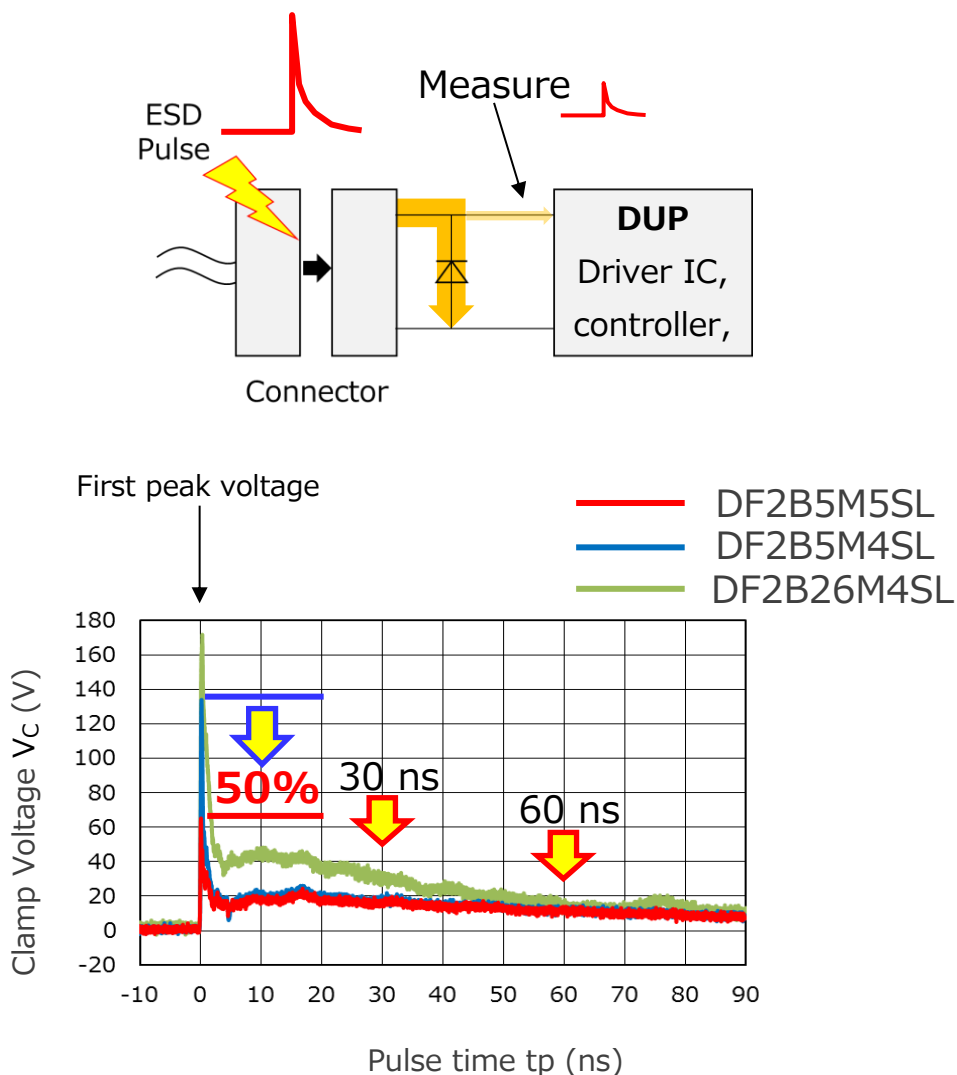 Measure
ESD
Pulse
DUP
Driver IC,
controller,
Connector
First peak voltage
DF2B5M5SL
DF2B5M4SL
DF2B26M4SL
Clamp Voltage VC (V)
180
160
140
120
100
80
60
40
20
0
-20
50%
30 ns
60 ns
-10 0 10 20 30 40 50 60 70 80 90
Pulse time tp (ns)